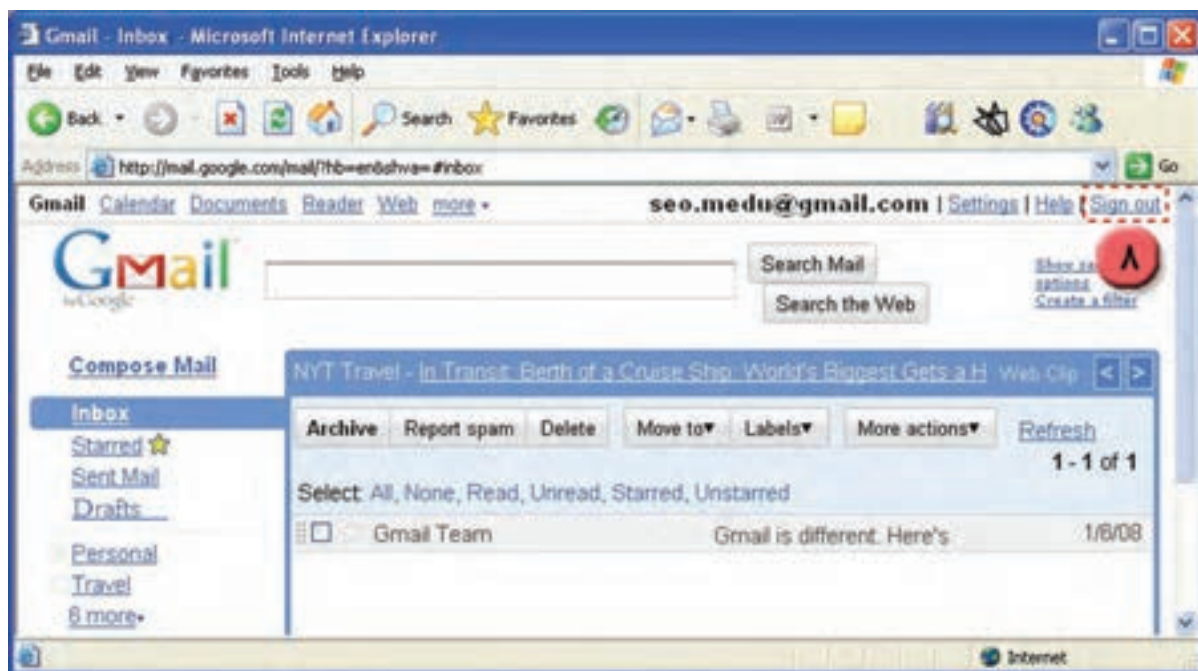 Gmail - Inbox - Microsoft Internet Explorer
File Edit View Favorites Tools Help
Back Search Favorites
Address http://mail.google.com/mail/?hb=en&shva=#inbox Go
Gmail Calendar Documents Reader Web more seo.medu@gmail.com | Settings | Help | Sign out
٨
Gmail
by Google
Search Mail
Search the Web
Show
options
Create a filter
Compose Mail
NYT Travel - In Transit: Berth of a Cruise Ship: World's Biggest Gets a H Web Clip < >
Inbox
Starred
Sent Mail
Drafts
Personal
Travel
6 more
Archive Report spam Delete Move to▾ Labels▾ More actions▾ Refresh
1 - 1 of 1
Select: All, None, Read, Unread, Starred, Unstarred
Gmail Team Gmail is different. Here's 1/6/08
Internet